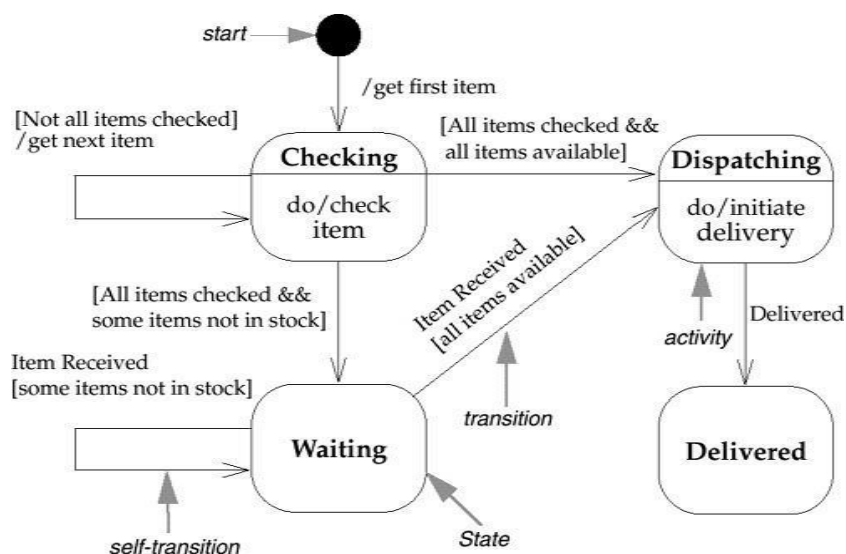 start
/get first item
[Not all items checked]
/get next item
[All items checked &&
all items available]
Checking
do/check
item
Dispatching
do/initiate
delivery
Item Received
[all items available]
[All items checked &&
some items not in stock]
activity
Delivered
Item Received
[some items not in stock]
transition
Waiting
Delivered
self-transition
State